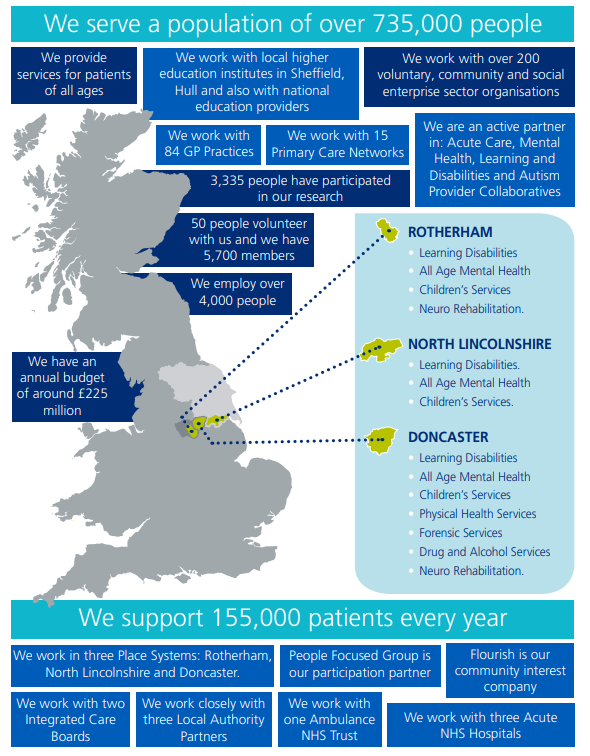 We serve a population of over 735,000 people
We provide
services for patients
of all ages
We work with local higher
education institutes in Sheffield,
Hull and also with national
education providers
We work with over 200
voluntary, community and social
enterprise sector organisations
We work with
84 GP Practices
We work with 15
Primary Care Networks
We are an active partner
in: Acute Care, Mental
Health, Learning and
Disabilities and Autism
Provider Collaboratives
3,335 people have participated
in our research
50 people volunteer
with us and we have
5,700 members
We employ over
4,000 people
We have an
annual budget
of around £225
million
ROTHERHAM
• Learning Disabilities
• All Age Mental Health
• Children's Services
• Neuro Rehabilitation.
NORTH LINCOLNSHIRE
• Learning Disabilities.
• All Age Mental Health
• Children's Services.
DONCASTER
• Learning Disabilities
• All Age Mental Health
• Children's Services
• Physical Health Services
• Forensic Services
• Drug and Alcohol Services
• Neuro Rehabilitation.
We support 155,000 patients every year
We work in three Place Systems: Rotherham,
North Lincolnshire and Doncaster.
People Focused Group is
our participation partner
Flourish is our
community interest
company
We work with two
Integrated Care
Boards
We work closely with
three Local Authority
Partners
We work with
one Ambulance
NHS Trust
We work with three Acute
NHS Hospitals